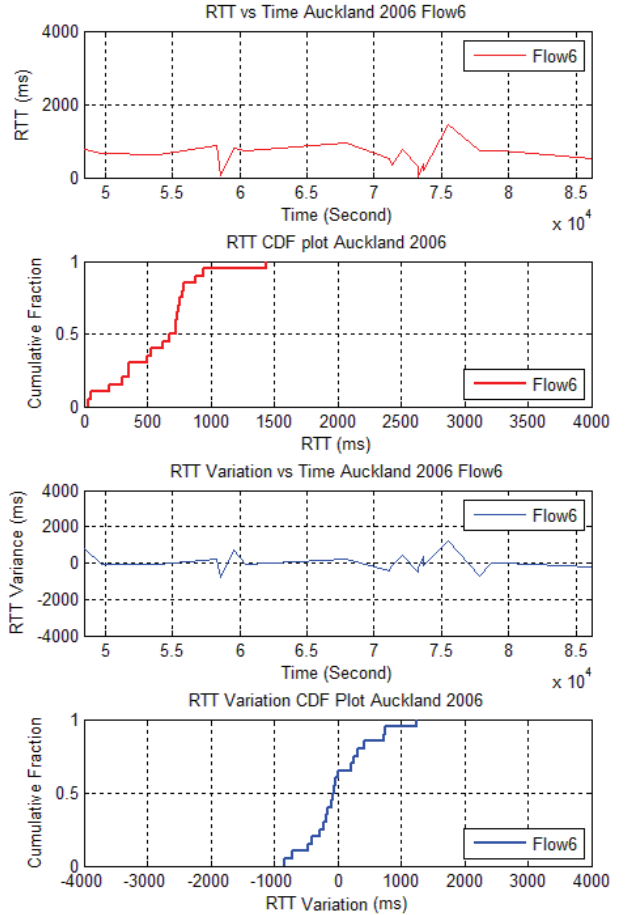 RTT vs Time Auckland 2006 Flow6
RTT (ms)
4000
2000
0
Flow6
5 5.5 6 6.5 7 7.5 8 8.5
Time (Second)
x 10^4
RTT CDF plot Auckland 2006
Cumulative Fraction
1
0.5
0
Flow6
0 500 1000 1500 2000 2500 3000 3500 4000
RTT (ms)
RTT Variation vs Time Auckland 2006 Flow6
RTT Variance (ms)
4000
2000
0
-2000
-4000
Flow6
5 5.5 6 6.5 7 7.5 8 8.5
Time (Second)
x 10^4
RTT Variation CDF Plot Auckland 2006
Cumulative Fraction
1
0.5
0
Flow6
-4000 -3000 -2000 -1000 0 1000 2000 3000 4000
RTT Variation (ms)